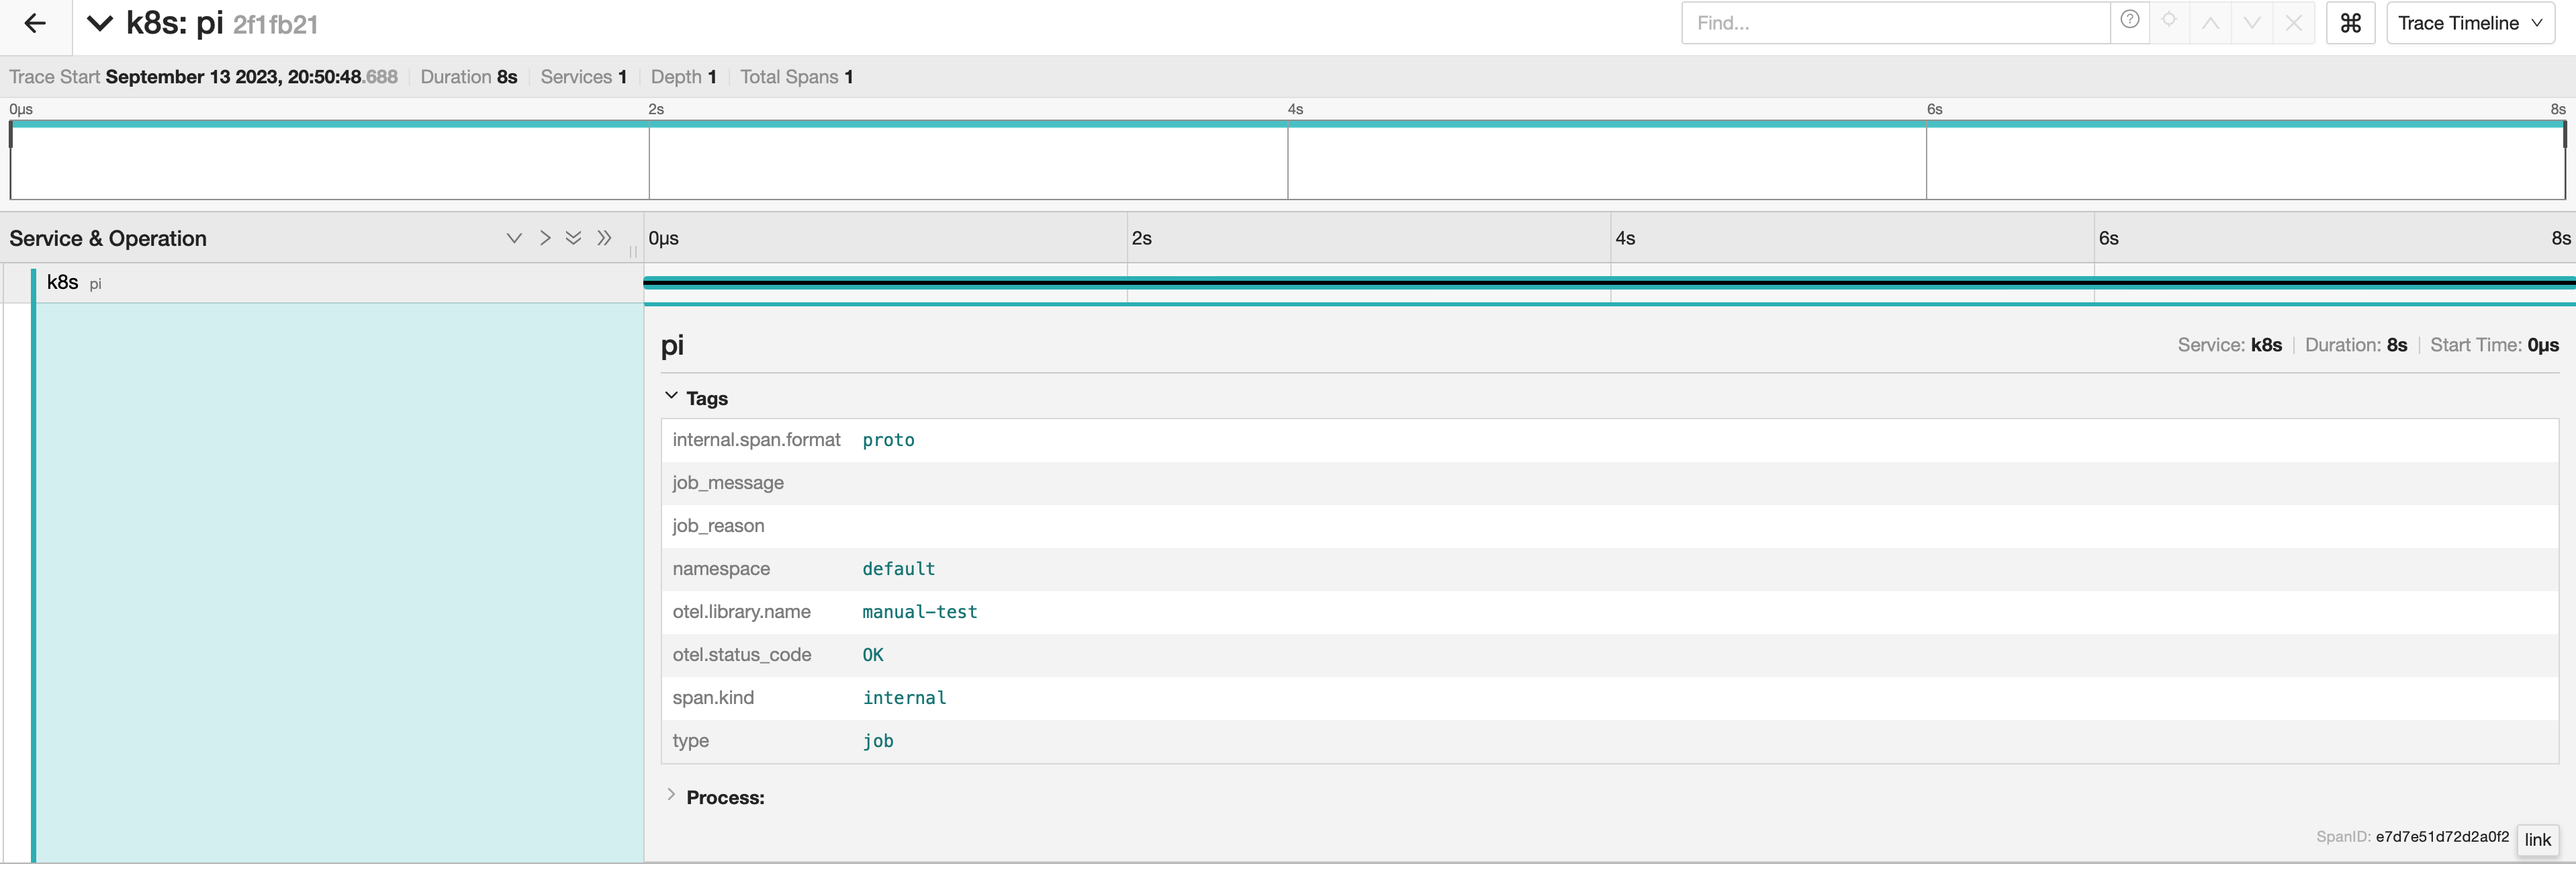 k8s: pi 2f1fb21
Find...
Trace Timeline
Trace Start September 13 2023, 20:50:48.688 Duration 8s Services 1 Depth 1 Total Spans 1
0μs 2s 4s 6s 8s
Service & Operation 0μs 2s 4s 6s 8s
k8s pi
pi Service: k8s Duration: 8s Start Time: 0μs
Tags
internal.span.format proto
job_message
job_reason
namespace default
otel.library.name manual-test
otel.status_code OK
span.kind internal
type job
Process:
SpanID: e7d7e51d72d2a0f2 link